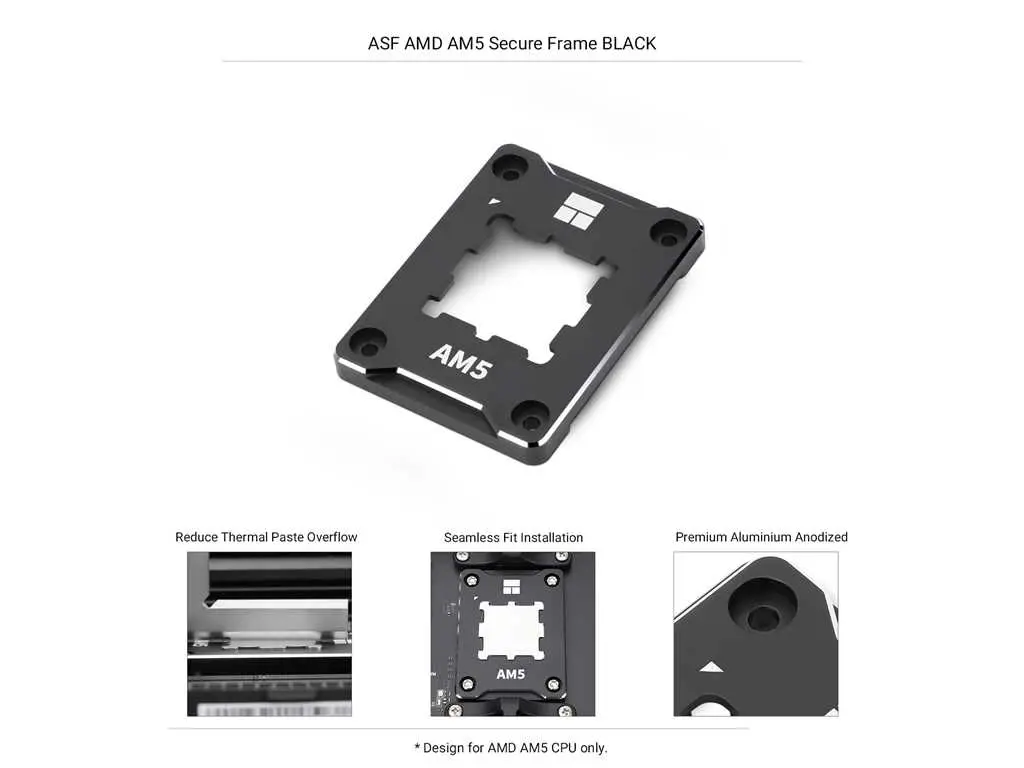 ASF AMD AM5 Secure Frame BLACK
AM5
Reduce Thermal Paste Overflow
Seamless Fit Installation
Premium Aluminium Anodized
AM5
* Design for AMD AM5 CPU only.